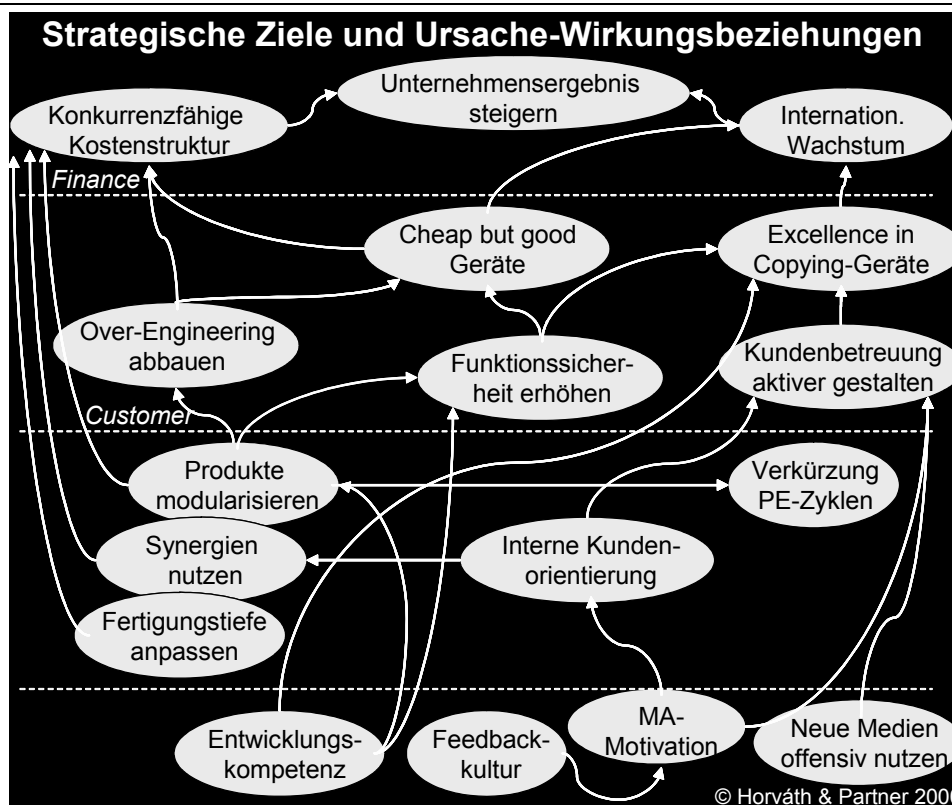 Strategische Ziele und Ursache-Wirkungsbeziehungen
Unternehmensergebnis
steigern
Konkurrenzfähige
Kostenstruktur
Internation.
Wachstum
Finance
Cheap but good
Geräte
Excellence in
Copying-Geräte
Over-Engineering
abbauen
Funktionssicher-
heit erhöhen
Kundenbetreuung
aktiver gestalten
Customer
Produkte
modularisieren
Verkürzung
PE-Zyklen
Synergien
nutzen
Interne Kunden-
orientierung
Fertigungstiefe
anpassen
Entwicklungs-
kompetenz
Feedback-
kultur
MA-
Motivation
Neue Medien
offensiv nutzen
© Horváth & Partner 200